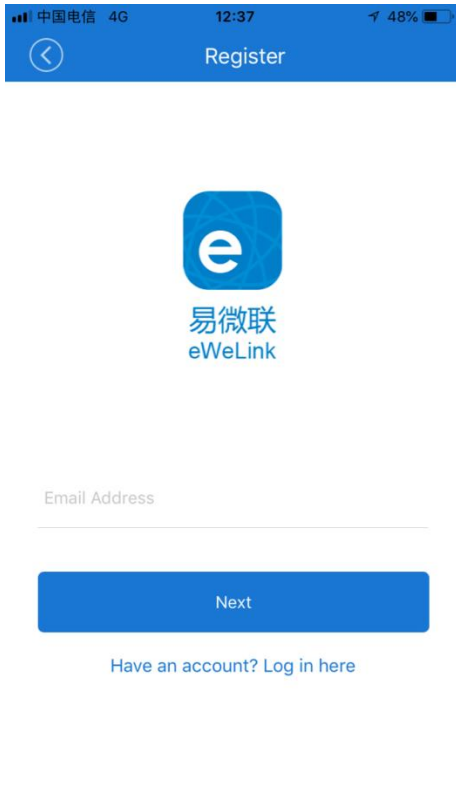 中国电信 4G 12:37 48%
Register
e
易微联
eWeLink
Email Address
Next
Have an account? Log in here